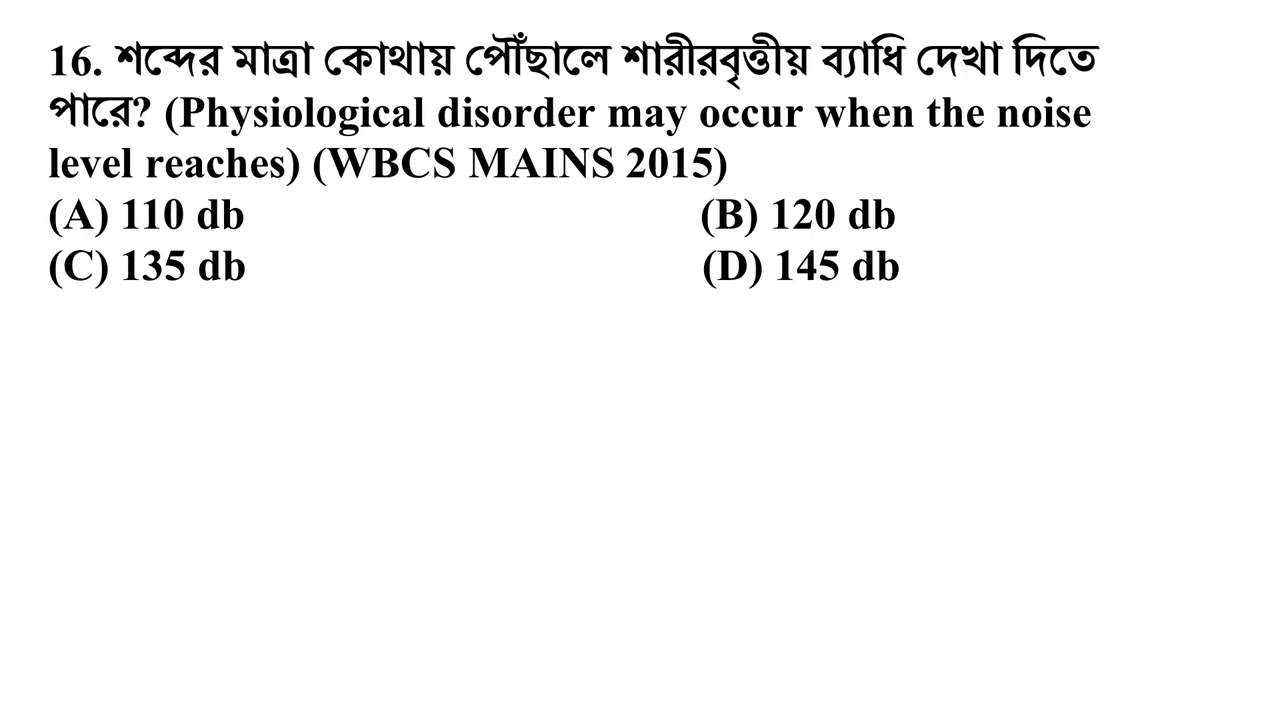 16. শব্দের মাত্রা কোথায় পৌঁছালে শারীরবৃত্তীয় ব্যাধি দেখা দিতে
পারে? (Physiological disorder may occur when the noise
level reaches) (WBCS MAINS 2015)
(A) 110 db (B) 120 db
(C) 135 db (D) 145 db